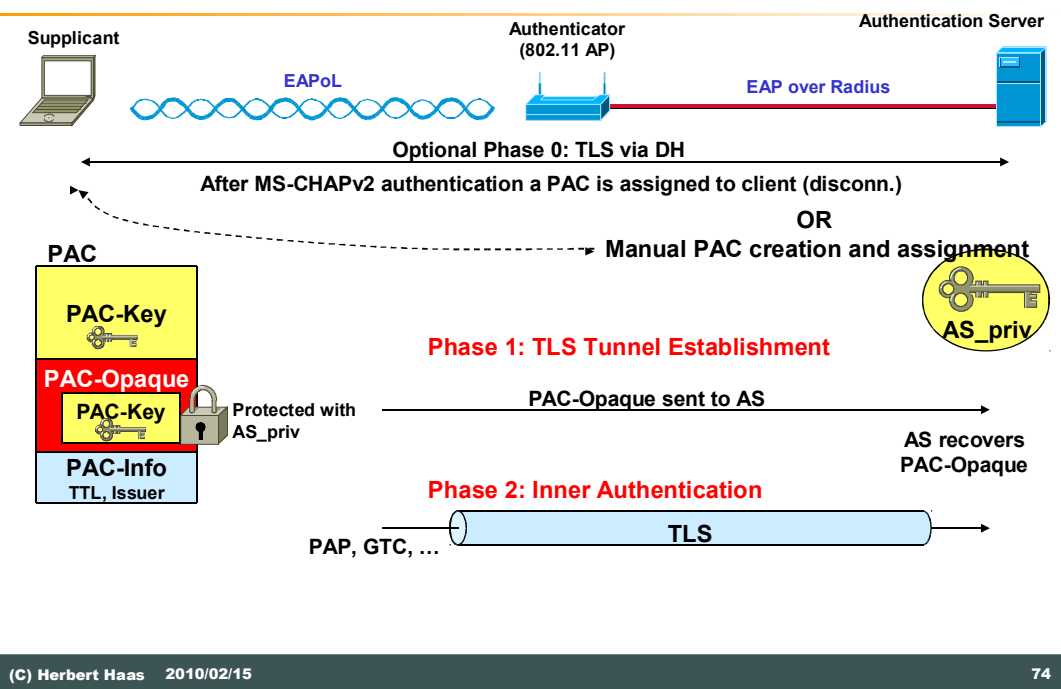 Supplicant
Authenticator
(802.11 AP)
Authentication Server
EAPoL
EAP over Radius
Optional Phase 0: TLS via DH
After MS-CHAPv2 authentication a PAC is assigned to client (disconn.)
OR
Manual PAC creation and assignment
PAC
PAC-Key
AS_priv
Phase 1: TLS Tunnel Establishment
PAC-Opaque
PAC-Key
Protected with
AS_priv
PAC-Opaque sent to AS
AS recovers
PAC-Opaque
PAC-Info
TTL, Issuer
Phase 2: Inner Authentication
TLS
PAP, GTC, …
(C) Herbert Haas 2010/02/15
74